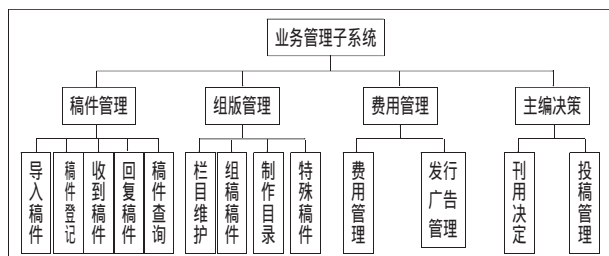 业务管理子系统
稿件管理
组版管理
费用管理
主编决策
导入稿件
稿件登记
收到稿件
回复稿件
稿件查询
栏目维护
组稿稿件
制作目录
特殊稿件
费用管理
发行广告管理
刊用决定
投稿管理